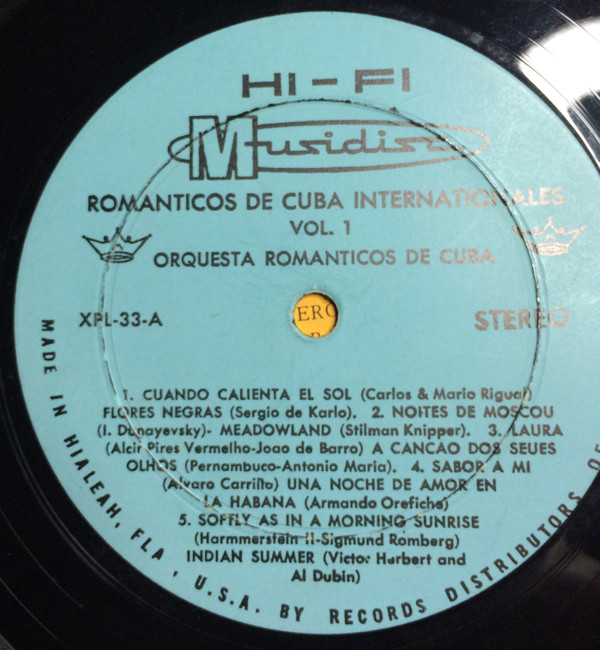 HI-FI
Musidisc
ROMANTICOS DE CUBA INTERNATIONALES
VOL. 1
ORQUESTA ROMANTICOS DE CUBA
XPL-33-A
STEREO
ERO
1. CUANDO CALIENTA EL SOL (Carlos & Mario Rigual)
FLORES NEGRAS (Sergio de Karlo). 2. NOITES DE MOSCOU
(I. Dunayevsky)- MEADOWLAND (Stilman Knipper). 3. LAURA
(Alcir Pires Vermelho-Joao de Barro) A CANCAO DOS SEUES
OLHOS (Pernambuco-Antonio Maria). 4. SABOR A MI
(Alvaro Carrillo) UNA NOCHE DE AMOR EN
LA HABANA (Armando Orefiche)
5. SOFFLY AS IN A MORNING SUNRISE
(Harmmerstein II-Sigmund Romberg)
INDIAN SUMMER (Victor Herbert and
Al Dubin)
MADE IN HIALEAH, FLA, U.S.A. BY RECORDS DISTRIBUTORS OF